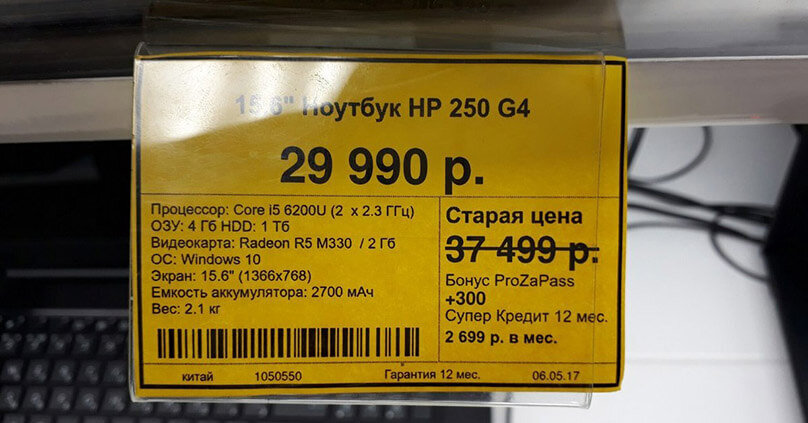 15.6" Ноутбук HP 250 G4
29 990 р.
Процессор: Core i5 6200U (2 x 2.3 ГГц)
ОЗУ: 4 Гб HDD: 1 Тб
Видеокарта: Radeon R5 M330 / 2 Гб
ОС: Windows 10
Экран: 15.6" (1366x768)
Емкость аккумулятора: 2700 мАч
Вес: 2.1 кг
Старая цена
37 499 р.
Бонус ProZaPass
+300
Супер Кредит 12 мес.
2 699 р. в мес.
китай 1050550 Гарантия 12 мес. 06.05.17